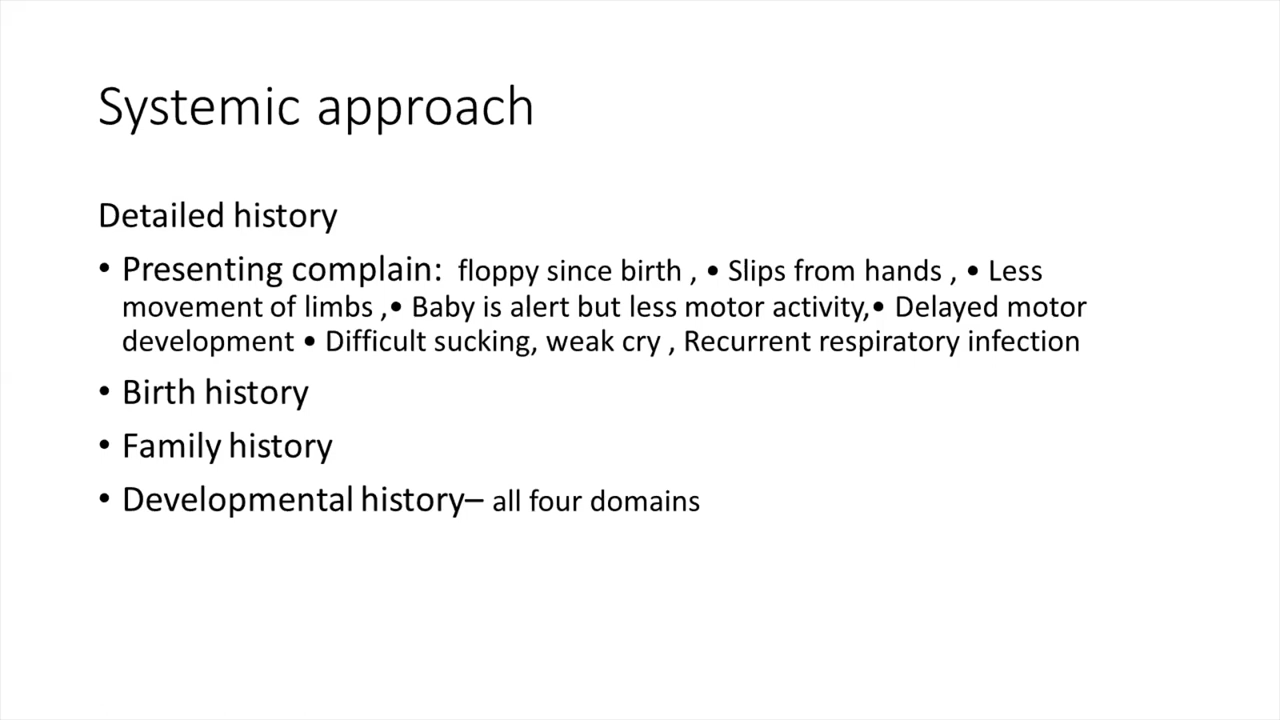 Systemic approach
Detailed history
• Presenting complain: floppy since birth , • Slips from hands , • Less
movement of limbs ,• Baby is alert but less motor activity,• Delayed motor
development • Difficult sucking, weak cry , Recurrent respiratory infection
• Birth history
• Family history
• Developmental history– all four domains